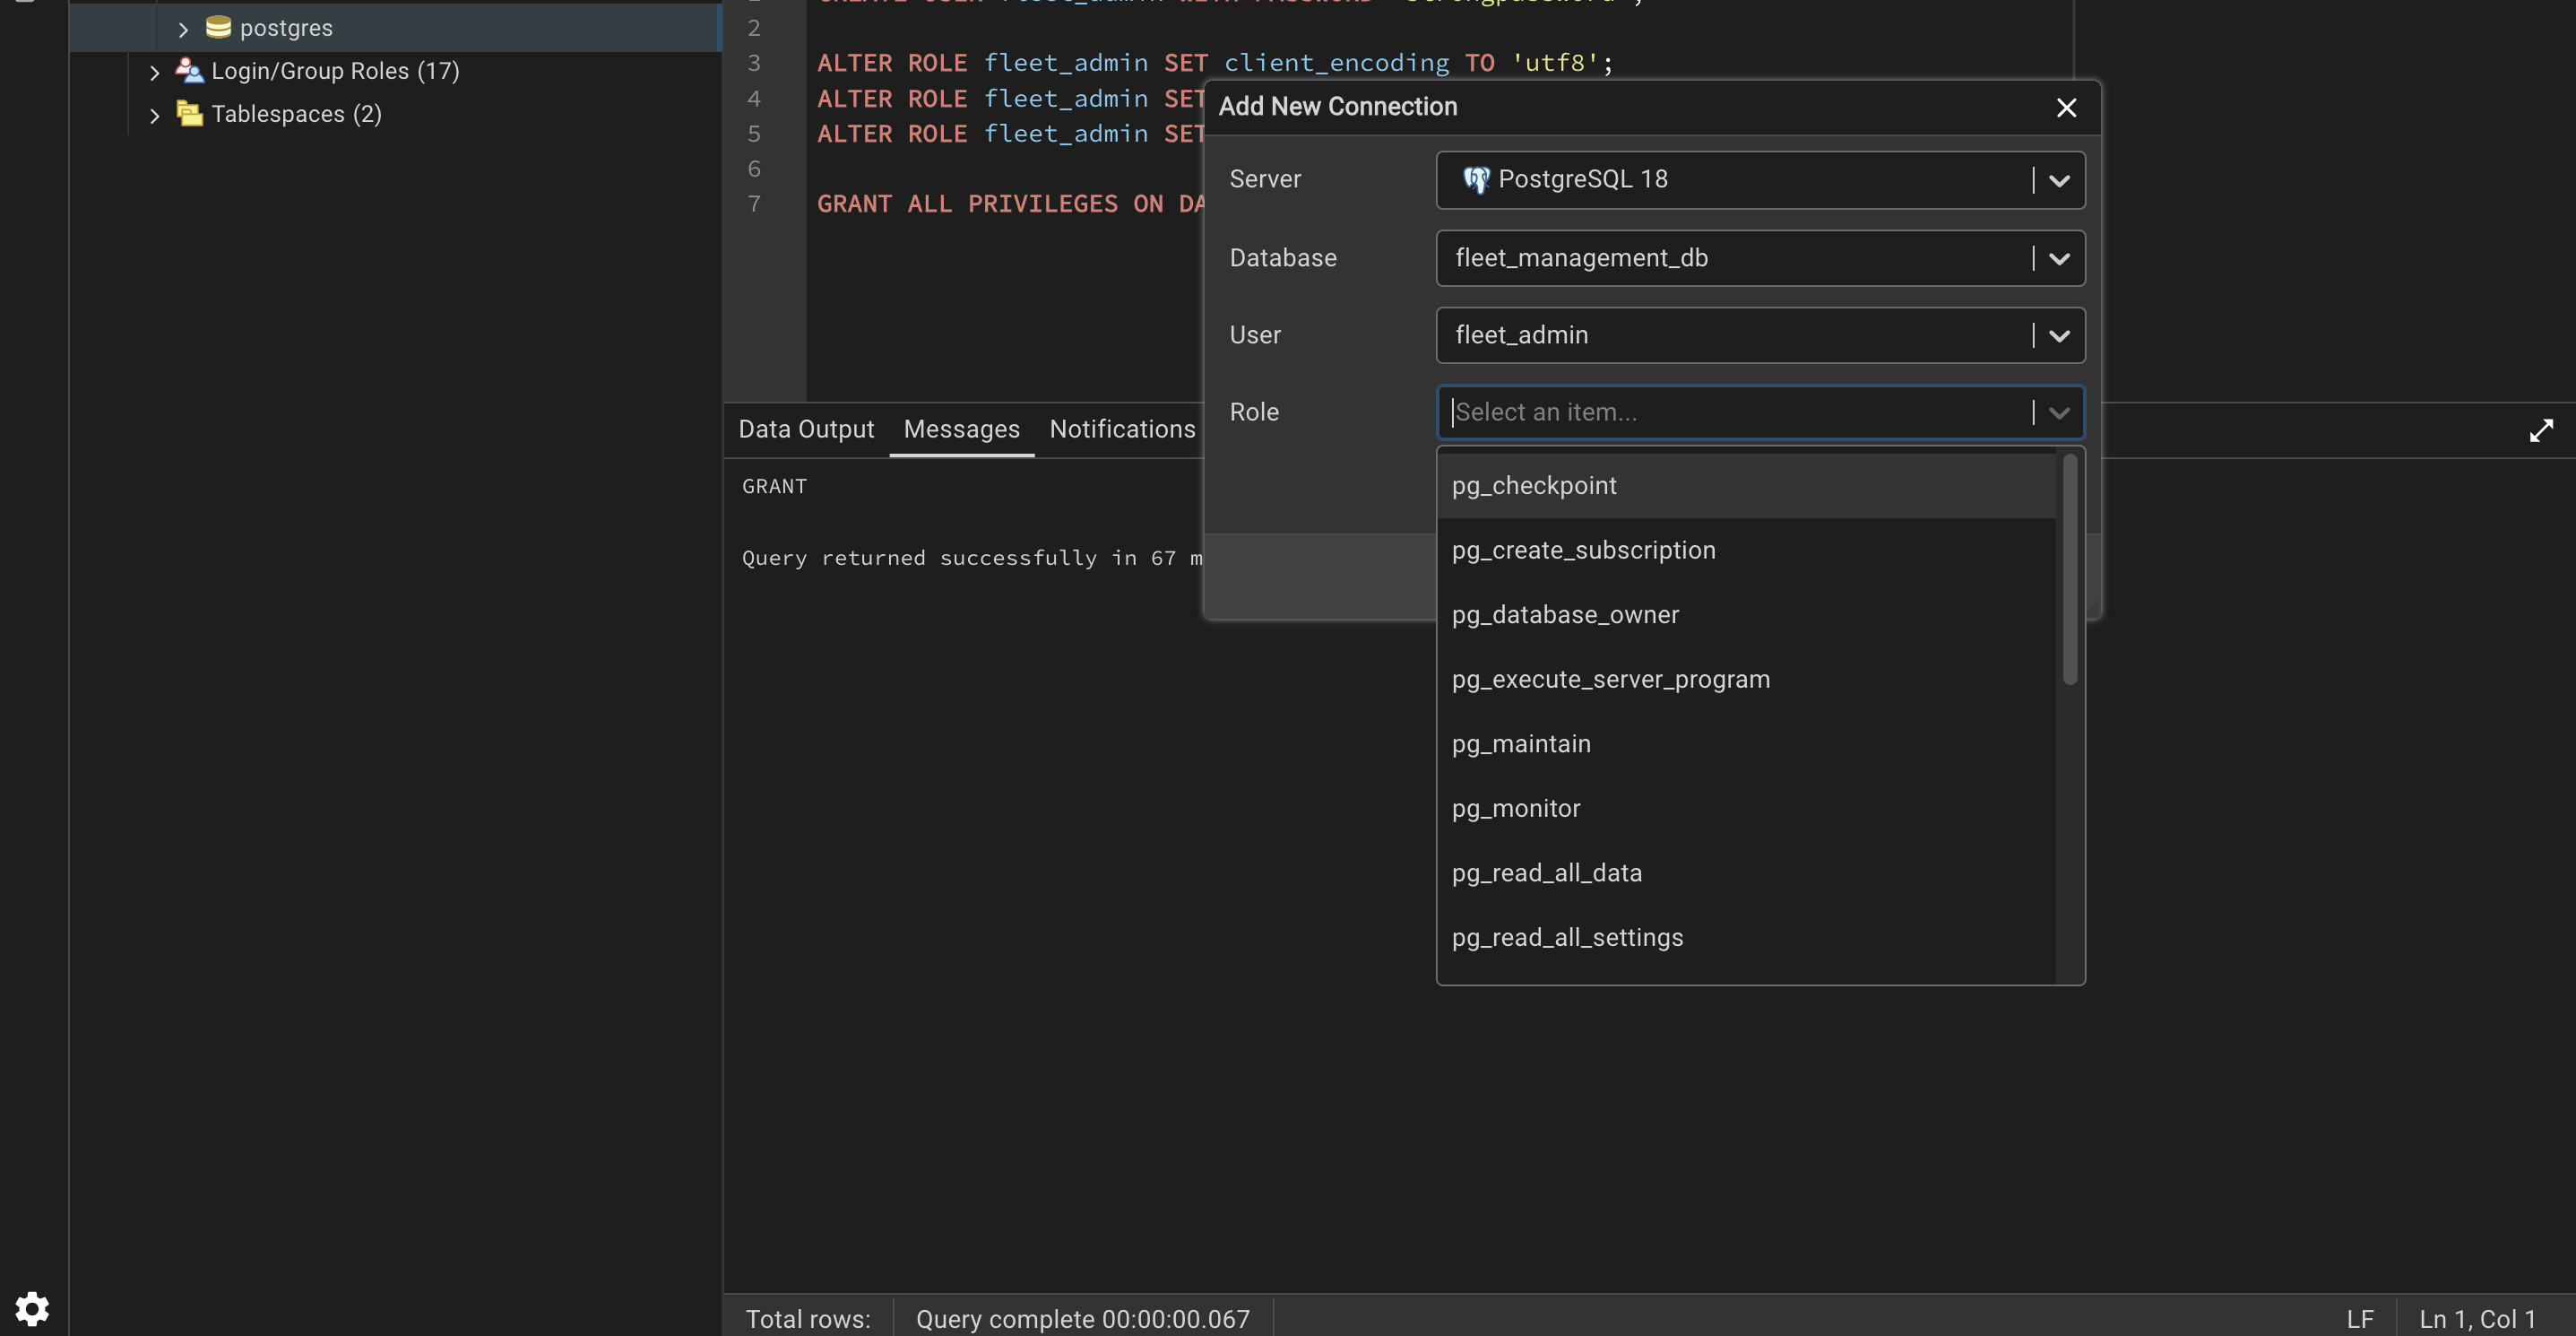 postgres
Login/Group Roles (17)
Tablespaces (2)
2
3 ALTER ROLE fleet_admin SET client_encoding TO 'utf8';
4 ALTER ROLE fleet_admin SET
5 ALTER ROLE fleet_admin SET
6
7 GRANT ALL PRIVILEGES ON DA
Add New Connection
Server PostgreSQL 18
Database fleet_management_db
User fleet_admin
Role Select an item...
pg_checkpoint
pg_create_subscription
pg_database_owner
pg_execute_server_program
pg_maintain
pg_monitor
pg_read_all_data
pg_read_all_settings
Data Output Messages Notifications
GRANT
Query returned successfully in 67 m
Total rows: Query complete 00:00:00.067 LF Ln 1, Col 1